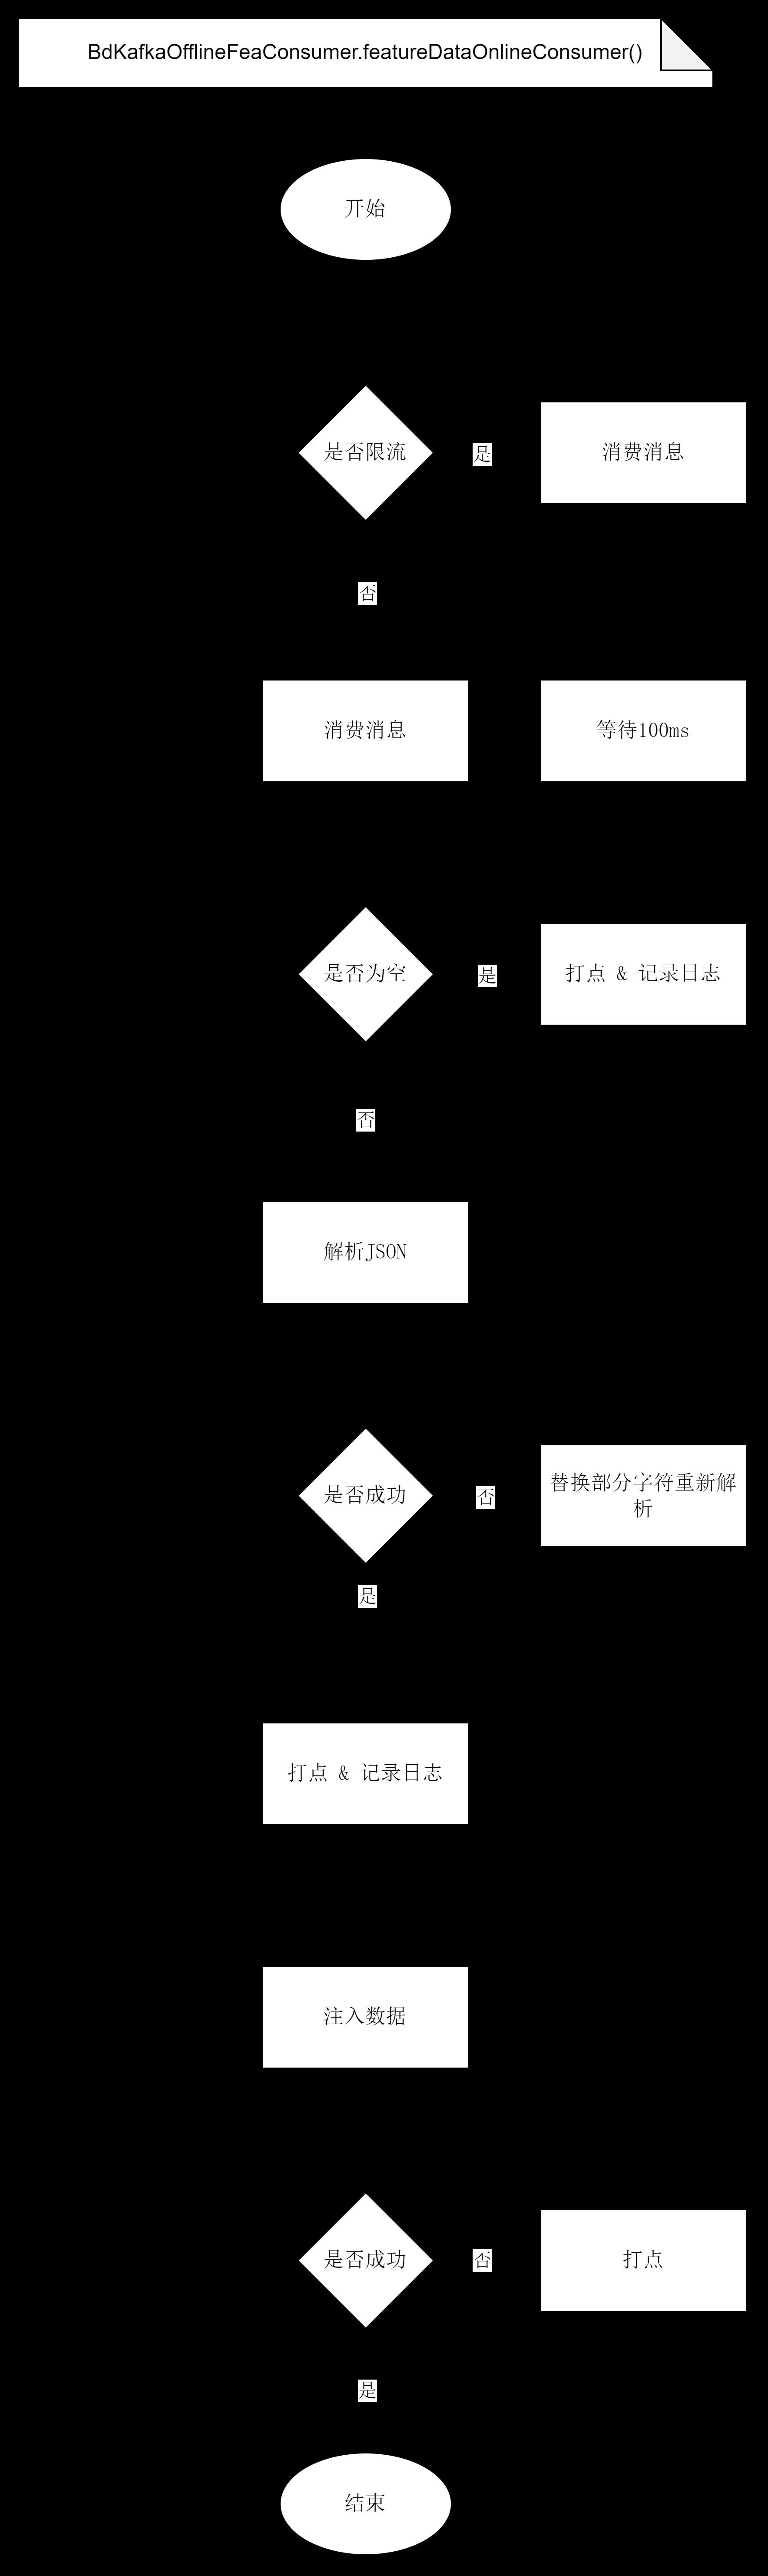 BdKafkaOfflineFeaConsumer.featureDataOnlineConsumer()
开始
是否限流
是
消费消息
否
消费消息
等待100ms
是否为空
是
打点 & 记录日志
否
解析JSON
是否成功
否
替换部分字符重新解
析
是
打点 & 记录日志
注入数据
是否成功
否
打点
是
结束